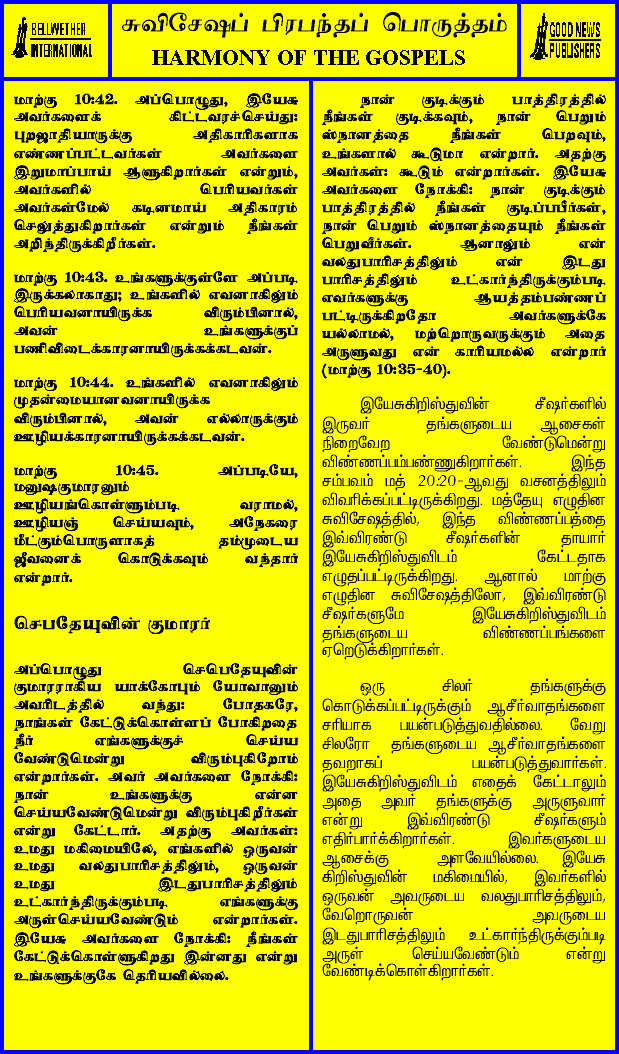 BELLWETHER
INTERNATIONAL
சுவிசேஷப் பிரபந்தப் பொருத்தம்
HARMONY OF THE GOSPELS
GOOD NEWS
PUBLISHERS
மாற்கு 10:42. அப்பொழுது, இயேசு
அவர்களைக் கிட்டவரச்செய்து:
புறஜாதியாருக்கு அதிகாரிகளாக
எண்ணப்பட்டவர்கள் அவர்களை
இறுமாப்பாய் ஆளுகிறார்கள் என்றும்,
அவர்களில் பெரியவர்கள்
அவர்கள்மேல் கடினமாய் அதிகாரம்
செலுத்துகிறார்கள் என்றும் நீங்கள்
அறிந்திருக்கிறீர்கள்.
மாற்கு 10:43. உங்களுக்குள்ளே அப்படி
இருக்கலாகாது; உங்களில் எவனாகிலும்
பெரியவனாயிருக்க விரும்பினால்,
அவன் உங்களுக்குப்
பணிவிடைக்காரனாயிருக்கக்கடவன்.
மாற்கு 10:44. உங்களில் எவனாகிலும்
முதன்மையானவனாயிருக்க
விரும்பினால், அவன் எல்லாருக்கும்
ஊழியக்காரனாயிருக்கக்கடவன்.
மாற்கு 10:45. அப்படியே,
மனுஷகுமாரனும்
ஊழியங்கொள்ளும்படி வராமல்,
ஊழியஞ் செய்யவும், அநேகரை
மீட்கும்பொருளாகத் தம்முடைய
ஜீவனைக் கொடுக்கவும் வந்தார்
என்றார்.
செபதேயுவின் குமாரர்
அப்பொழுது செபெதேயுவின்
குமாரராகிய யாக்கோபும் யோவானும்
அவரிடத்தில் வந்து: போதகரே,
நாங்கள் கேட்டுக்கொள்ளப் போகிறதை
நீர் எங்களுக்குச் செய்ய
வேண்டுமென்று விரும்புகிறோம்
என்றார்கள். அவர் அவர்களை நோக்கி:
நான் உங்களுக்கு என்ன
செய்யவேண்டுமென்று விரும்புகிறீர்கள்
என்று கேட்டார். அதற்கு அவர்கள்:
உமது மகிமையிலே, எங்களில் ஒருவன்
உமது வலதுபாரிசத்திலும், ஒருவன்
உமது இடதுபாரிசத்திலும்
உட்கார்ந்திருக்கும்படி எங்களுக்கு
அருள்செய்யவேண்டும் என்றார்கள்.
இயேசு அவர்களை நோக்கி: நீங்கள்
கேட்டுக்கொள்ளுகிறது இன்னது என்று
உங்களுக்குகே தெரியவில்லை.
நான் குடிக்கும் பாத்திரத்தில்
நீங்கள் குடிக்கவும், நான் பெறும்
ஸ்நானத்தை நீங்கள் பெறவும்,
உங்களால் கூடுமா என்றார். அதற்கு
அவர்கள்: கூடும் என்றார்கள். இயேசு
அவர்களை நோக்கி: நான் குடிக்கும்
பாத்திரத்தில் நீங்கள் குடிப்பபீர்கள்,
நான் பெறும் ஸ்நானத்தையும் நீங்கள்
பெறுவீர்கள். ஆனாலும் என்
வலதுபாரிசத்திலும் என் இடது
பாரிசத்திலும் உட்கார்ந்திருக்கும்படி
எவர்களுக்கு ஆயத்தம்பண்ணப்
பட்டிருக்கிறதோ அவர்களுக்கே
யல்லாமல், மற்றொருவருக்கும் அதை
அருளுவது என் காரியமல்ல என்றார்
(மாற்கு 10:35-40).
இயேசுகிறிஸ்துவின் சீஷர்களில்
இருவர் தங்களுடைய ஆசைகள்
நிறைவேற வேண்டுமென்று
விண்ணப்பம்பண்ணுகிறார்கள். இந்த
சம்பவம் மத் 20:20-ஆவது வசனத்திலும்
விவரிக்கப்பட்டிருக்கிறது. மத்தேயு எழுதின
சுவிசேஷத்தில், இந்த விண்ணப்பத்தை
இவ்விரண்டு சீஷர்களின் தாயார்
இயேசுகிறிஸ்துவிடம் கேட்டதாக
எழுதப்பட்டிருக்கிறது. ஆனால் மாற்கு
எழுதின சுவிசேஷத்திலோ, இவ்விரண்டு
சீஷர்களுமே இயேசுகிறிஸ்துவிடம்
தங்களுடைய விண்ணப்பங்களை
ஏறெடுக்கிறார்கள்.
ஒரு சிலர் தங்களுக்கு
கொடுக்கப்பட்டிருக்கும் ஆசீர்வாதங்களை
சரியாக பயன்படுத்துவதில்லை. வேறு
சிலரோ தங்களுடைய ஆசீர்வாதங்களை
தவறாகப் பயன்படுத்துவார்கள்.
இயேசுகிறிஸ்துவிடம் எதைக் கேட்டாலும்
அதை அவர் தங்களுக்கு அருளுவார்
என்று இவ்விரண்டு சீஷர்களும்
எதிர்பார்க்கிறார்கள். இவர்களுடைய
ஆசைக்கு அளவேயில்லை. இயேசு
கிறிஸ்துவின் மகிமையில், இவர்களில்
ஒருவன் அவருடைய வலதுபாரிசத்திலும்,
வேறொருவன் அவருடைய
இடதுபாரிசத்திலும் உட்கார்ந்திருக்கும்படி
அருள் செய்யவேண்டும் என்று
வேண்டிக்கொள்கிறார்கள்.